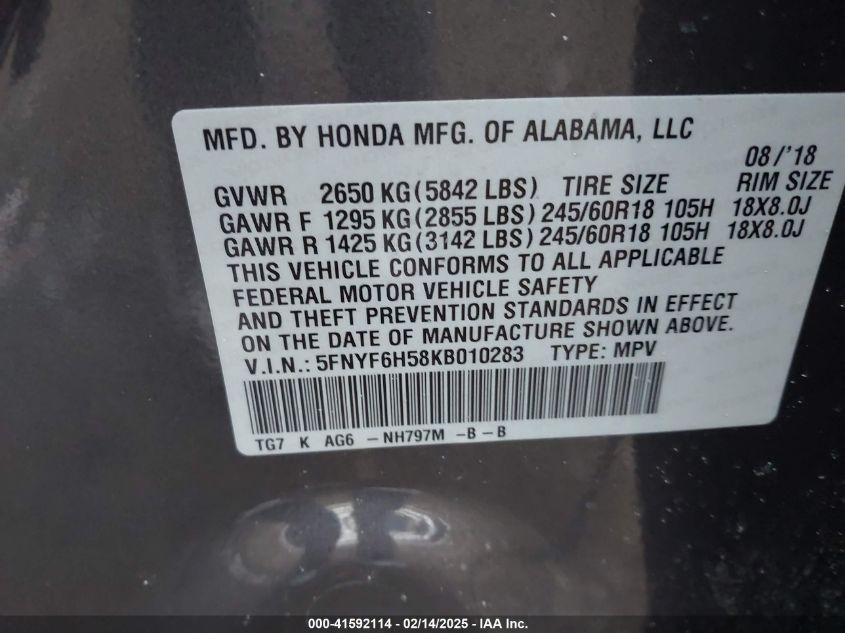 MFD. BY HONDA MFG. OF ALABAMA, LLC
08/'18
GVWR 2650 KG(5842 LBS) TIRE SIZE RIM SIZE
GAWR F 1295 KG(2855 LBS) 245/60R18 105H 18X8.0J
GAWR R 1425 KG(3142 LBS) 245/60R18 105H 18X8.0J
THIS VEHICLE CONFORMS TO ALL APPLICABLE
FEDERAL MOTOR VEHICLE SAFETY
AND THEFT PREVENTION STANDARDS IN EFFECT
ON THE DATE OF MANUFACTURE SHOWN ABOVE.
V.I.N.: 5FNYF6H58KB010283 TYPE: MPV
TG7 K AG6 -NH797M -B-B
000-41592114 - 02/14/2025 - IAA Inc.